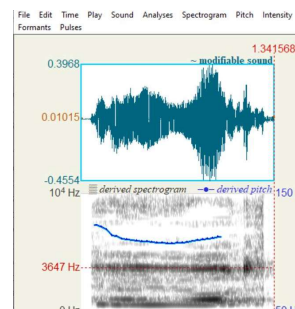 File Edit Time Play Sound Analyses Spectrogram Pitch Intensity
Formants Pulses
1.341568
0.3968
~ modifiable sound
0.01015
-0.4554
10⁴ Hz
derived spectrogram
derived pitch
150
3647 Hz